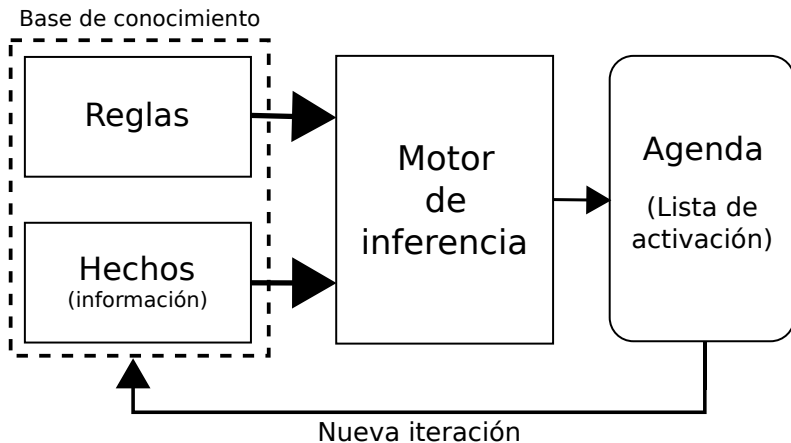 Base de conocimiento
Reglas
Hechos
(información)
Motor
de
inferencia
Agenda
(Lista de
activación)
Nueva iteración